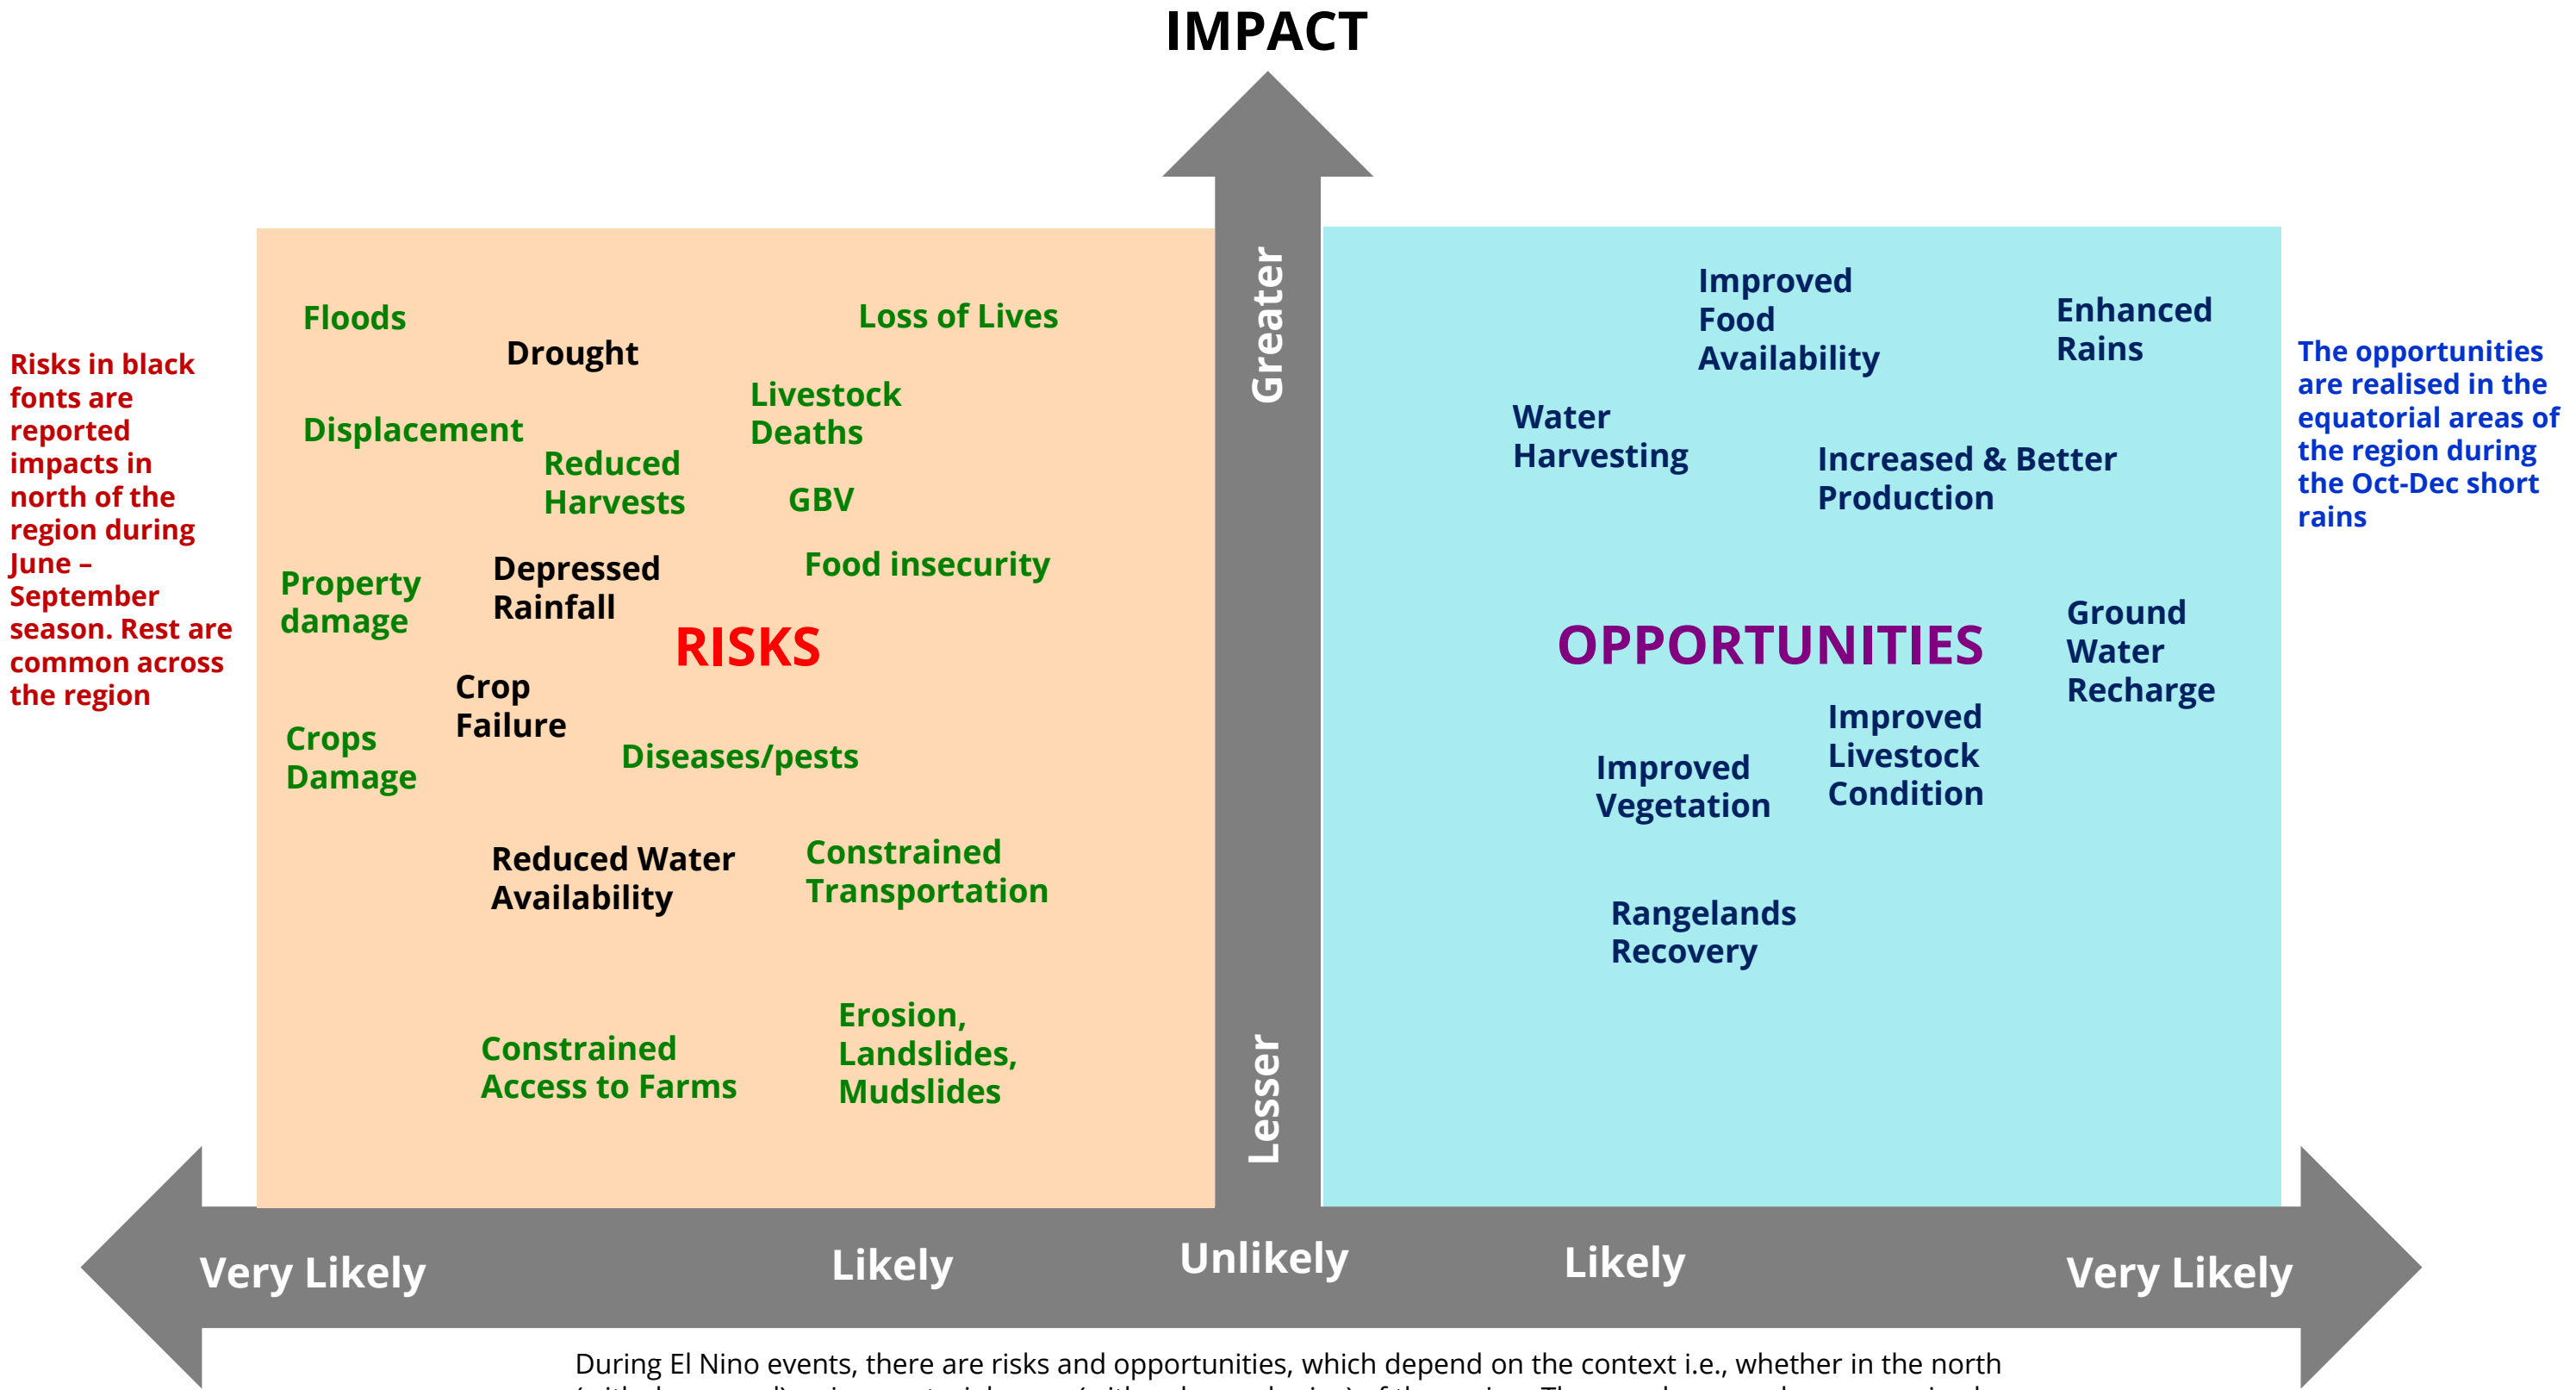 IMPACT
Greater
Lesser
Risks in black
fonts are
reported
impacts in
north of the
region during
June –
September
season. Rest are
common across
the region
Floods
Loss of Lives
Drought
Livestock
Deaths
Displacement
Reduced
Harvests
GBV
Depressed
Rainfall
Food insecurity
Property
damage
RISKS
Crop
Failure
Crops
Damage
Diseases/pests
Reduced Water
Availability
Constrained
Transportation
Erosion,
Landslides,
Mudslides
Constrained
Access to Farms
Improved
Food
Availability
Enhanced
Rains
Water
Harvesting
Increased & Better
Production
OPPORTUNITIES
Ground
Water
Recharge
Improved
Livestock
Condition
Improved
Vegetation
Rangelands
Recovery
The opportunities
are realised in the
equatorial areas of
the region during
the Oct-Dec short
rains
Very Likely
Likely
Unlikely
Likely
Very Likely
During El Nino events, there are risks and opportunities, which depend on the context i.e., whether in the north